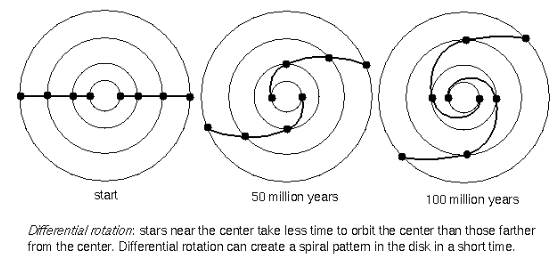 start
50 million years
100 million years
Differential rotation: stars near the center take less time to orbit the center than those farther
from the center. Differential rotation can create a spiral pattern in the disk in a short time.